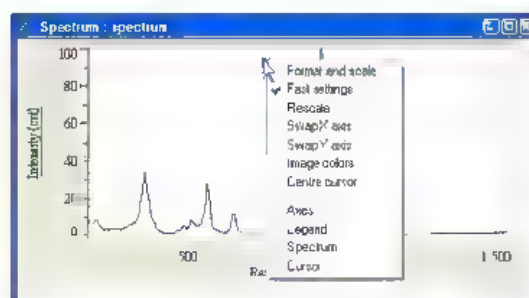 Spectrum : spectrum
Intensity (cnt)
100
80
60
40
20
0
500
1 500
Format and scale
Fast settings
Rescale
Swap X axis
Swap Y axis
Image colors
Centre cursor
Axes
Legend
Spectrum
Cursor